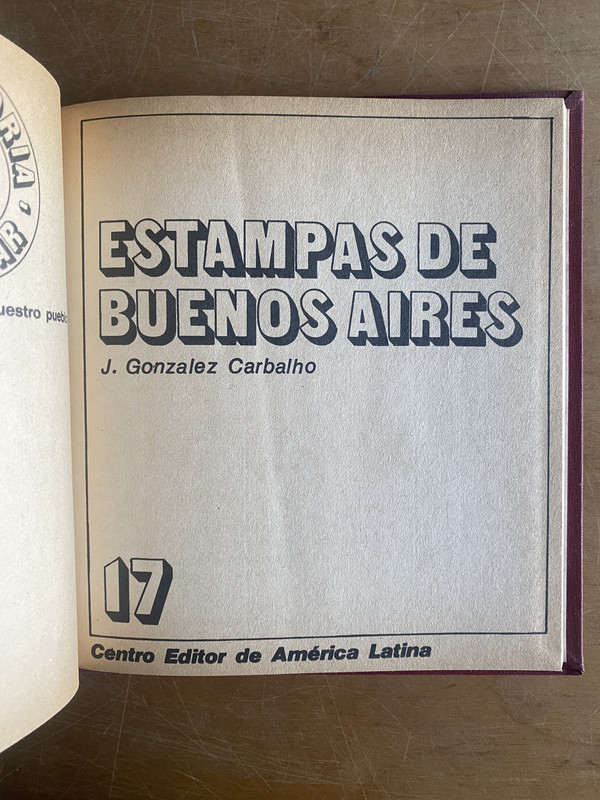 ESTAMPAS DE
BUENOS AIRES
J. Gonzalez Carbalho
17
Centro Editor de América Latina